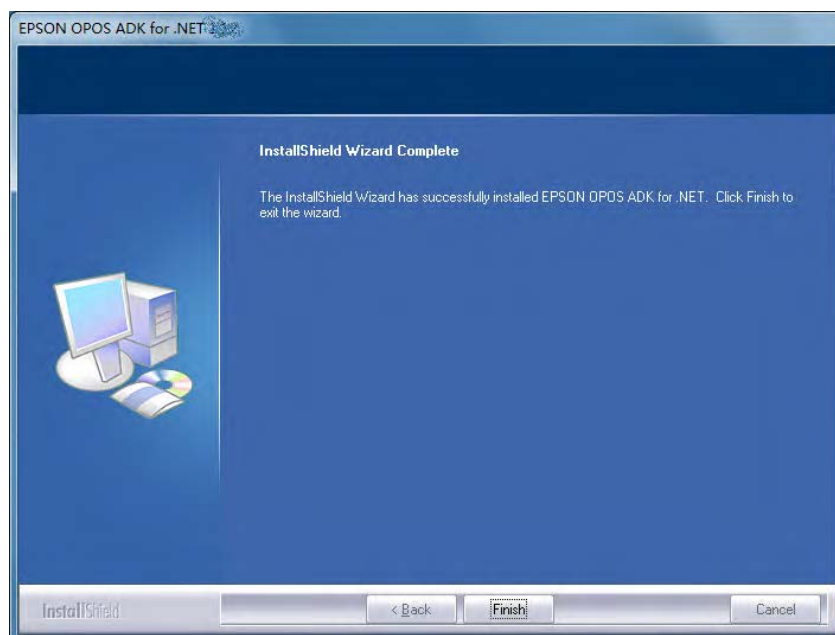 EPSON OPOS ADK for .NET
InstallShield Wizard Complete
The InstallShield Wizard has successfully installed EPSON OPOS ADK for .NET. Click Finish to
exit the wizard.
InstallShield
< Back
Finish
Cancel